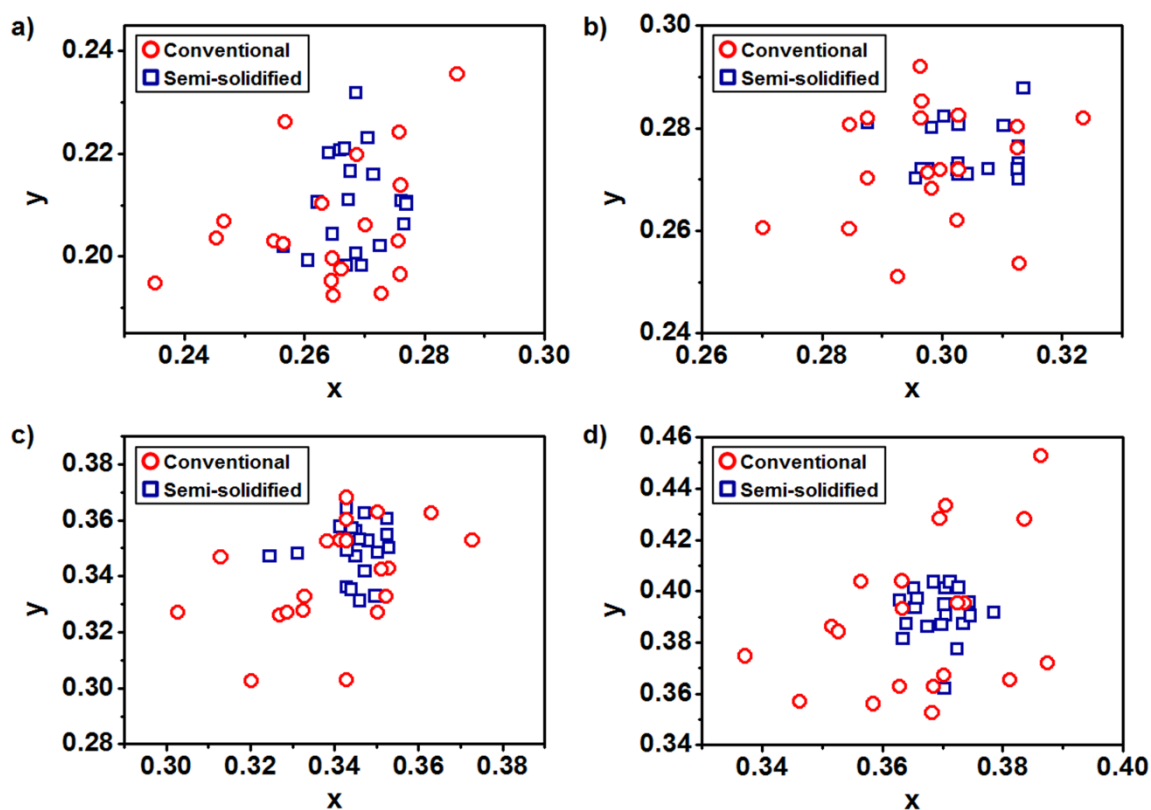 a)
Conventional
Semi-solidified
0.24
0.22
0.20
y
0.24 0.26 0.28 0.30
x
b)
Conventional
Semi-solidified
0.30
0.28
0.26
0.24
y
0.26 0.28 0.30 0.32
x
c)
Conventional
Semi-solidified
0.38
0.36
0.34
0.32
0.30
0.28
y
0.30 0.32 0.34 0.36 0.38
x
d)
Conventional
Semi-solidified
0.46
0.44
0.42
0.40
0.38
0.36
0.34
y
0.34 0.36 0.38 0.40
x